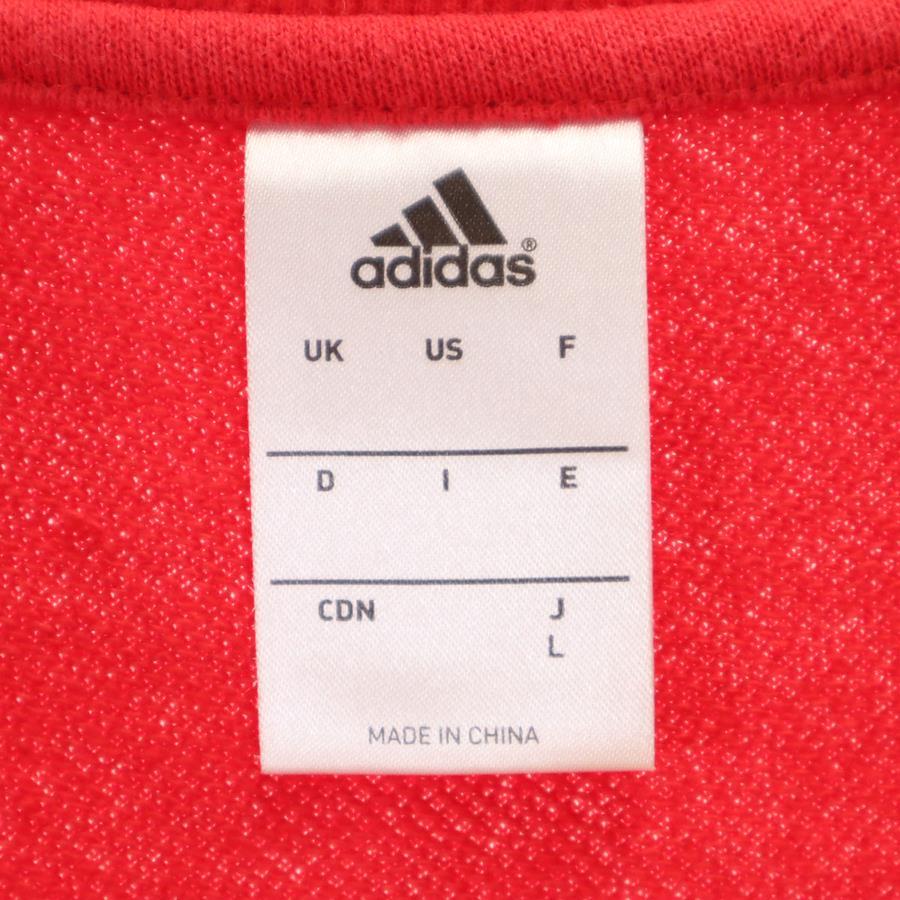 adidas®
UK US F
D I E
CDN J
L
MADE IN CHINA